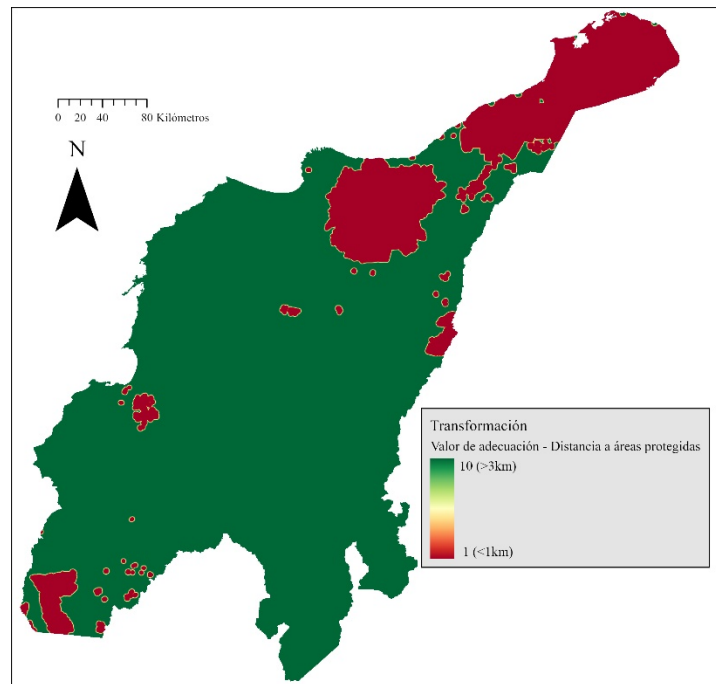 0 20 40 80 Kilómetros
N
Transformación
Valor de adecuación - Distancia a áreas protegidas
10 (>3km)
1 (<1km)